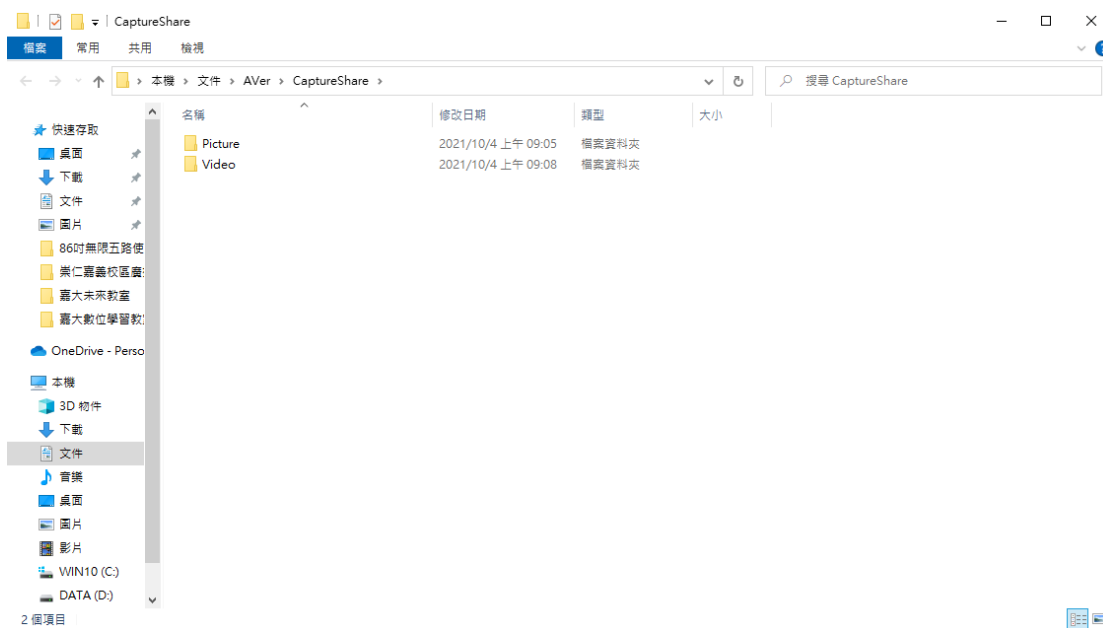 CaptureShare
檔案 常用 共用 檢視
本機 › 文件 › AVer › CaptureShare ›
搜尋 CaptureShare
名稱 修改日期 類型 大小
Picture 2021/10/4 上午 09:05 檔案資料夾
Video 2021/10/4 上午 09:08 檔案資料夾
快速存取
桌面
下載
文件
圖片
86吋無限五路使
崇仁嘉義校區魔
嘉大未來教室
嘉大數位學習教
OneDrive - Perso
本機
3D 物件
下載
文件
音樂
桌面
圖片
影片
WIN10 (C:)
DATA (D:)
2 個項目